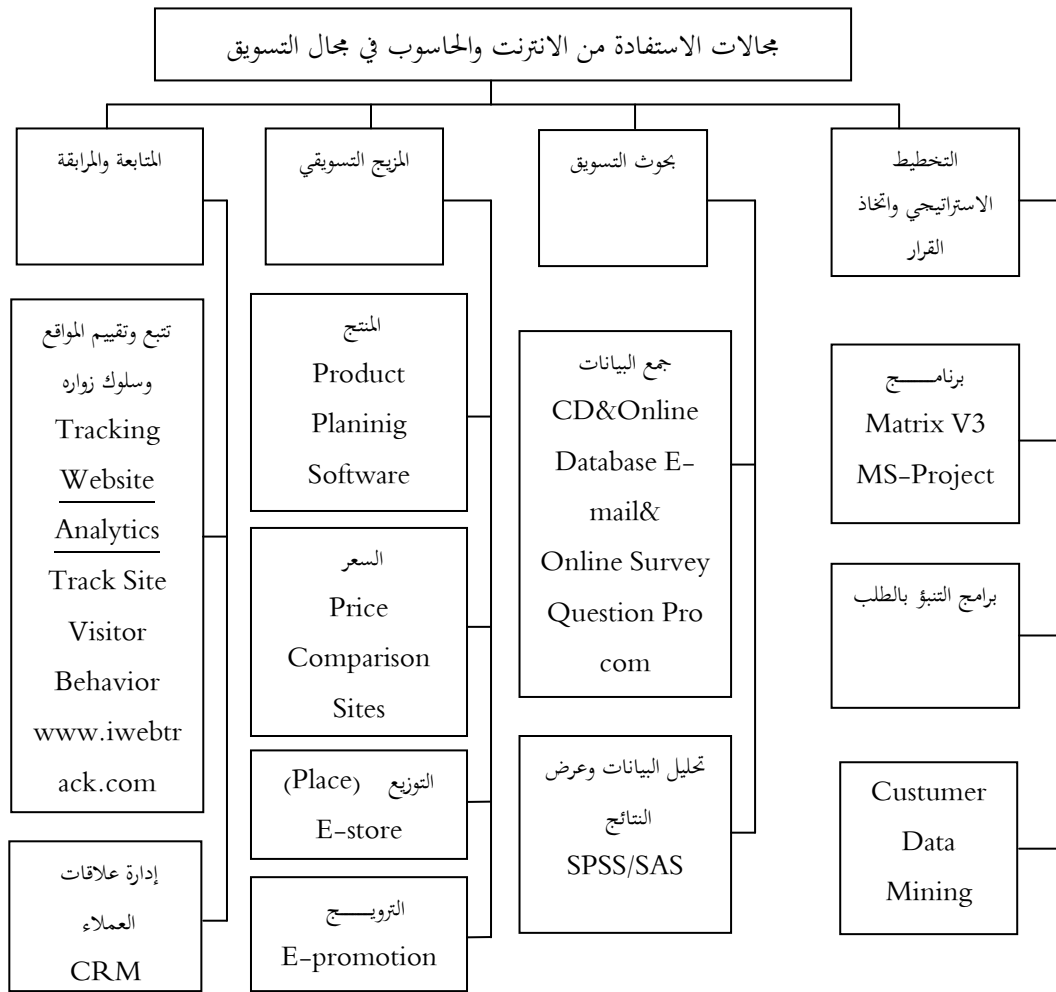 مجالات الاستفادة من الانترنت والحاسوب في مجال التسويق
التخطيط
الاستراتيجي واتخاذ
القرار
برنامـــــج
Matrix V3
MS-Project
برامج التنبؤ بالطلب
Custumer
Data
Mining
بحوث التسويق
جمع البيانات
CD&Online
Database E-
mail&
Online Survey
Question Pro
com
تحليل البيانات وعرض
النتائج
SPSS/SAS
المزيج التسويقي
المنتج
Product
Planinig
Software
السعر
Price
Comparison
Sites
التوزيع (Place)
E-store
الترويـــــج
E-promotion
المتابعة والمرابقة
تتبع وتقييم المواقع
وسلوك زواره
Tracking
Website
Analytics
Track Site
Visitor
Behavior
www.iwebtr
ack.com
إدارة علاقات
العملاء
CRM